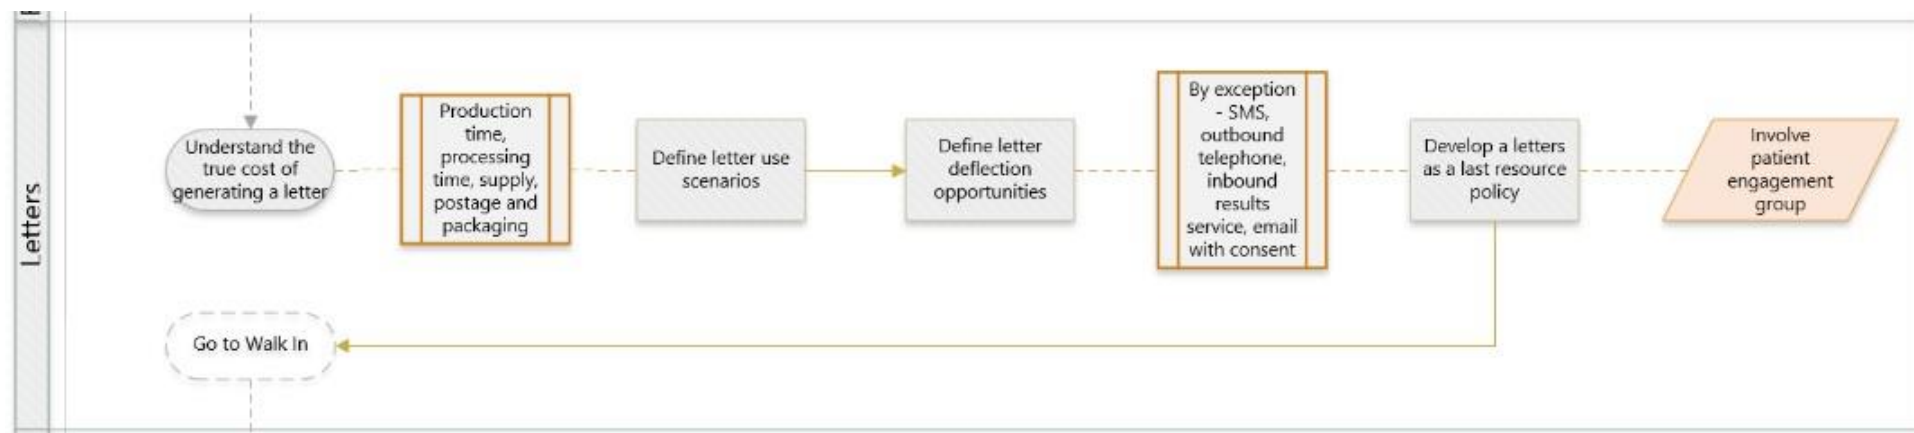 Letters
Understand the
true cost of
generating a letter
Production
time,
processing
time, supply,
postage and
packaging
Define letter use
scenarios
Define letter
deflection
opportunities
By exception
- SMS,
outbound
telephone,
inbound
results
service, email
with consent
Develop a letters
as a last resource
policy
Involve
patient
engagement
group
Go to Walk In